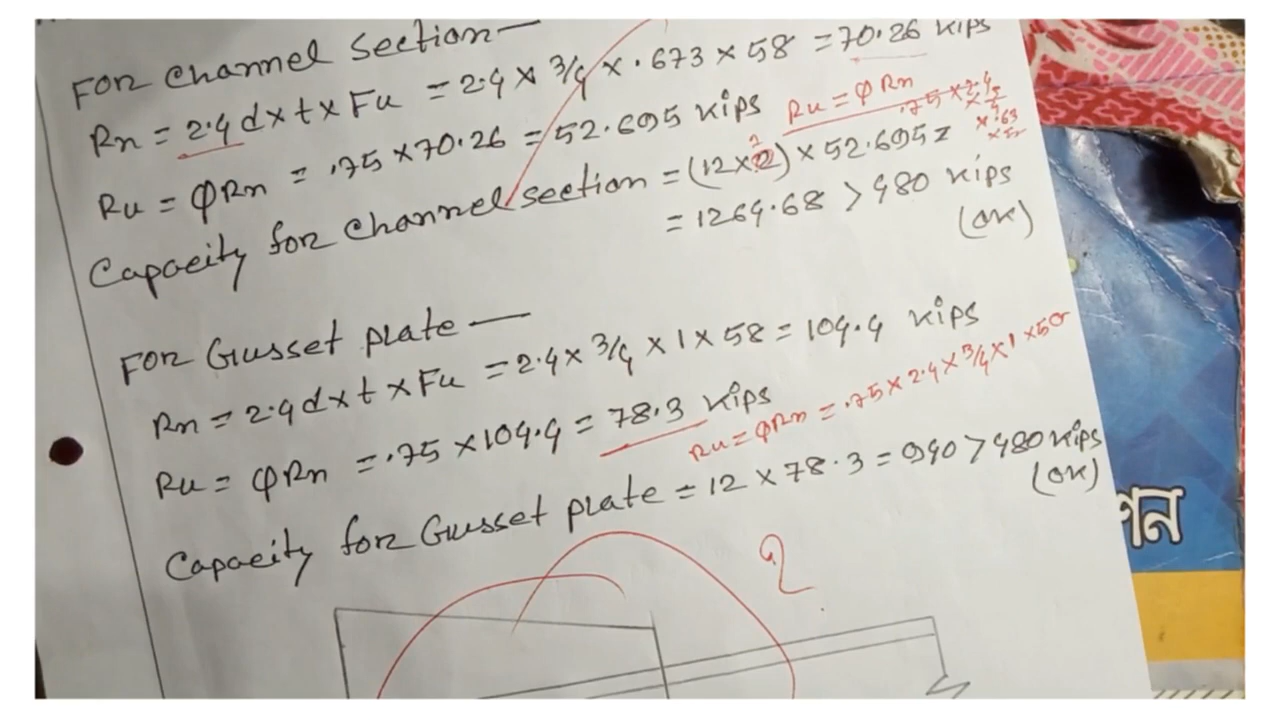 FOR Channel Section—
Rn = 2.4 d x t x Fu = 2.4 x 3/4 x .673 x 58 = 70.26 kips
Ru = φRn = .75 x 70.26 = 52.695 kips
Ru = φRn
.75 x 2.4
Capacity for Channel section = (12x2) x 52.695 =
= 1264.68 > 480 kips
(OK)
FOR Gusset plate —
Rn = 2.4 d x t x Fu = 2.4 x 3/4 x 1 x 58 = 104.4 kips
Ru = φRn = .75 x 104.4 = 78.3 kips
Ru = φRn = .75 x 2.4 x 3/4 x 1 x 58
Capacity for Gusset plate = 12 x 78.3 = 940 > 480 kips
(OK)